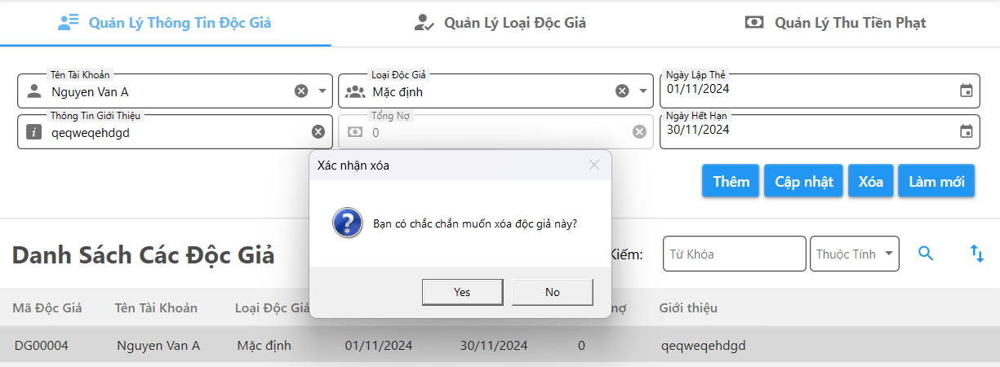 Quản Lý Thông Tin Độc Giả
Quản Lý Loại Độc Giả
Quản Lý Thu Tiền Phạt
Tên Tài Khoản
Nguyen Van A
Loại Độc Giả
Mặc định
Ngày Lập Thẻ
01/11/2024
Thông Tin Giới Thiệu
qeqweqehdgd
Tổng Nợ
0
Ngày Hết Hạn
30/11/2024
Thêm
Cập nhật
Xóa
Làm mới
Xác nhận xóa
Bạn có chắc chắn muốn xóa độc giả này?
Yes
No
Danh Sách Các Độc Giả
Kiếm:
Từ Khóa
Thuộc Tính
Mã Độc Giả
Tên Tài Khoản
Loại Độc Giả
nợ
Giới thiệu
DG00004
Nguyen Van A
Mặc định
01/11/2024
30/11/2024
0
qeqweqehdgd